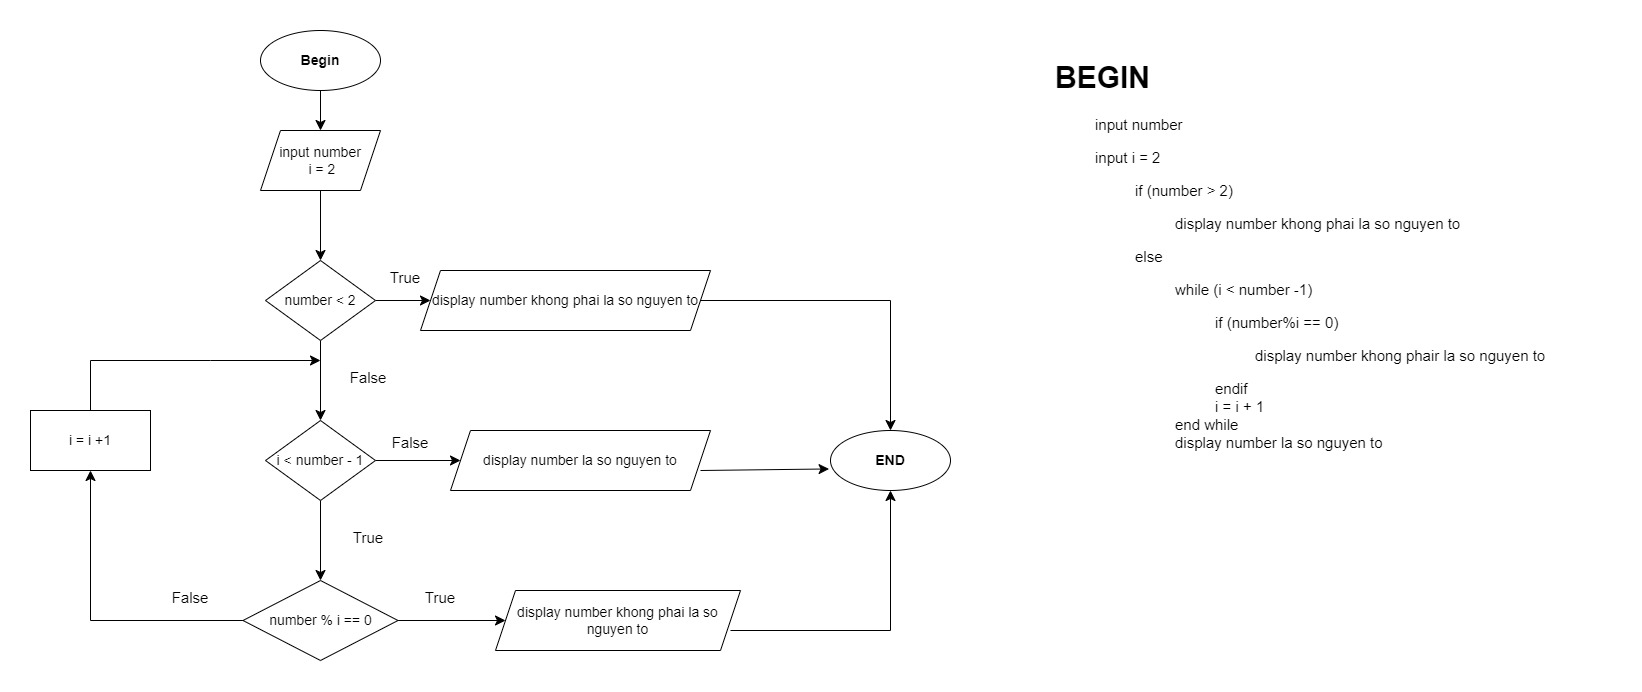 Begin
input number
i = 2
number < 2
True
display number khong phai la so nguyen to
False
i = i +1
i < number - 1
False
display number la so nguyen to
END
True
number % i == 0
False
True
display number khong phai la so
nguyen to
BEGIN
input number
input i = 2
if (number > 2)
display number khong phai la so nguyen to
else
while (i < number -1)
if (number%i == 0)
display number khong phair la so nguyen to
endif
i = i + 1
end while
display number la so nguyen to